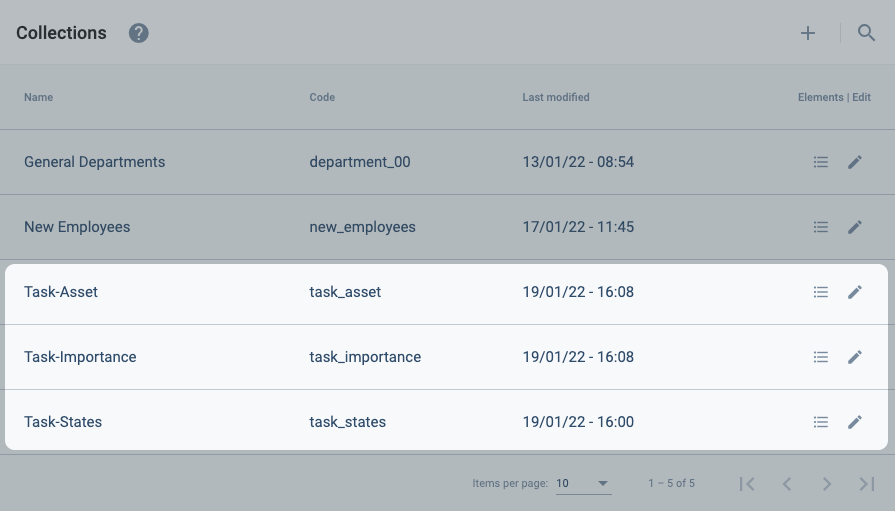 Collections ?
Name Code Last modified Elements | Edit
General Departments department_00 13/01/22 - 08:54
New Employees new_employees 17/01/22 - 11:45
Task-Asset task_asset 19/01/22 - 16:08
Task-Importance task_importance 19/01/22 - 16:08
Task-States task_states 19/01/22 - 16:00
Items per page: 10 1 – 5 of 5